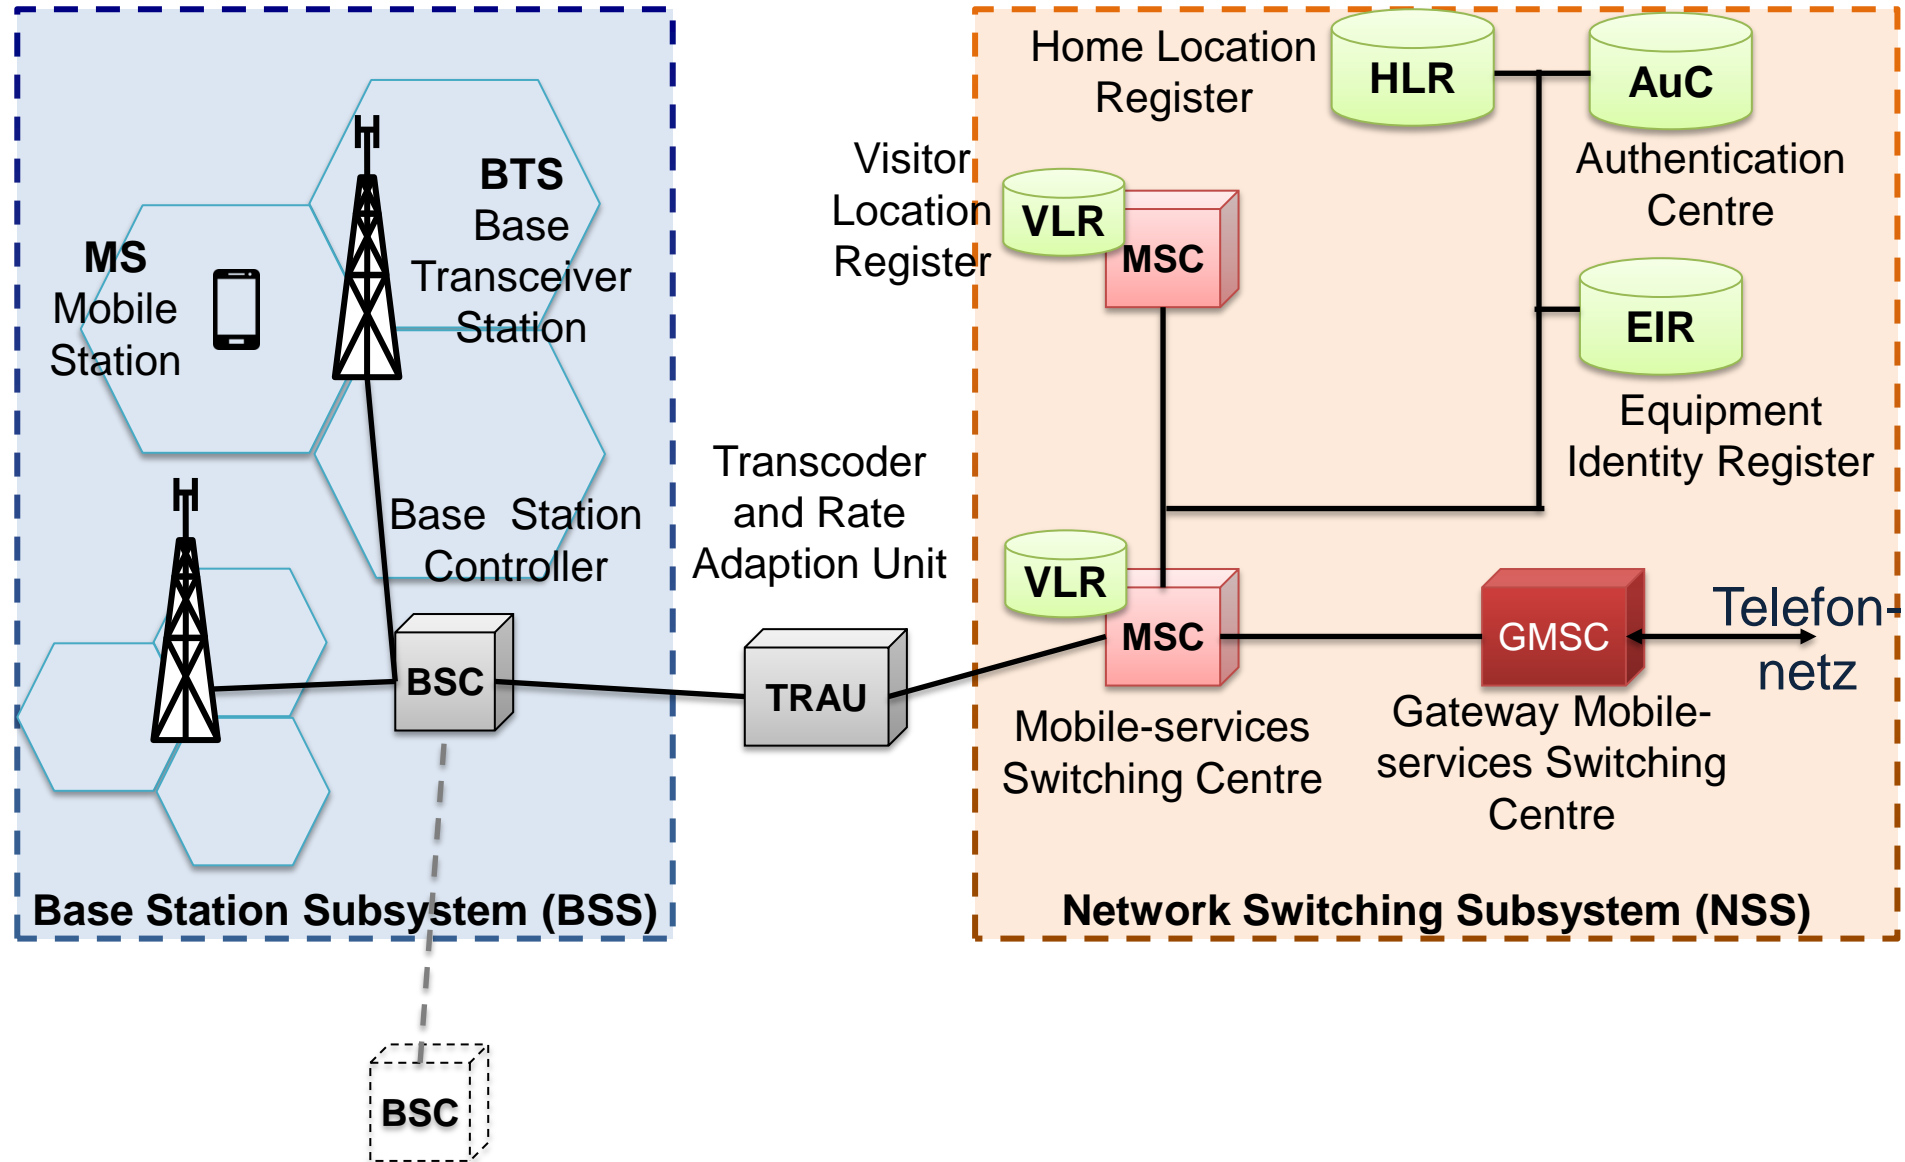 MS
Mobile
Station
BTS
Base
Transceiver
Station
Base Station
Controller
BSC
Base Station Subsystem (BSS)
BSC
Transcoder
and Rate
Adaption Unit
TRAU
Home Location
Register
HLR
AuC
Authentication
Centre
Visitor
Location
Register
VLR
MSC
EIR
Equipment
Identity Register
VLR
MSC
Mobile-services
Switching Centre
GMSC
Gateway Mobile-
services Switching
Centre
Telefon-
netz
Network Switching Subsystem (NSS)